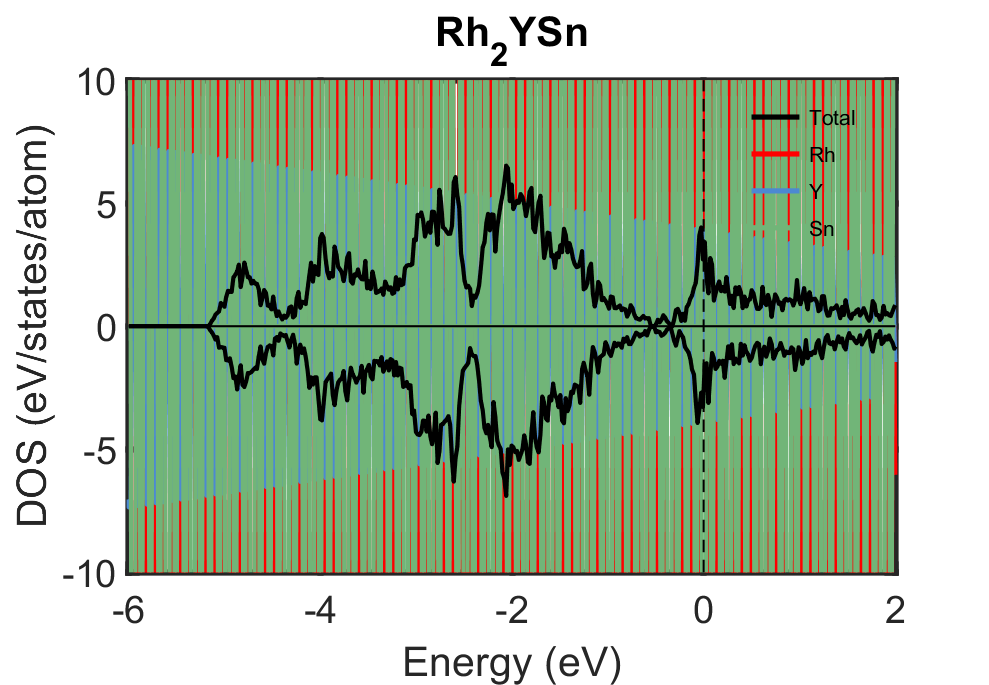 Rh₂YSn
10
5
0
-5
-10
DOS (eV/states/atom)
Total
Rh
Y
Sn
-6
-4
-2
0
2
Energy (eV)